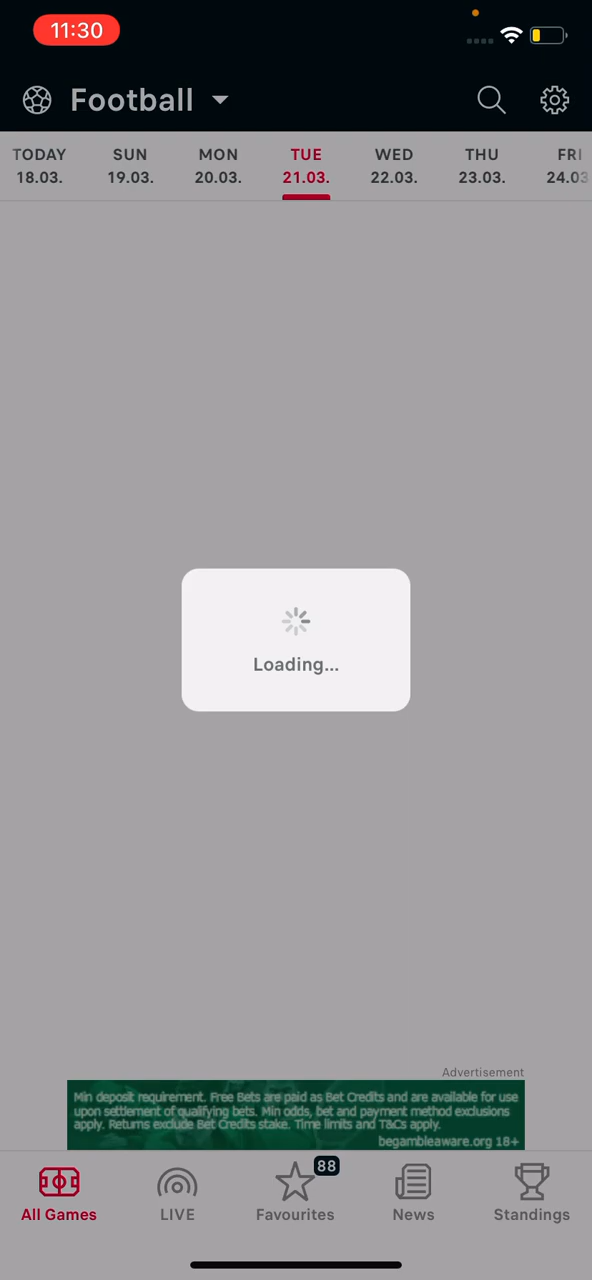 11:30
Football
TODAY SUN MON TUE WED THU FRI
18.03. 19.03. 20.03. 21.03. 22.03. 23.03. 24.03
Loading...
Advertisement
Min deposit requirement. Free Bets are paid as Bet Credits and are available for use
upon settlement of qualifying bets. Min odds, bet and payment method exclusions
apply. Returns exclude Bet Credits stake. Time limits and T&Cs apply.
begambleaware.org 18+
88
All Games LIVE Favourites News Standings